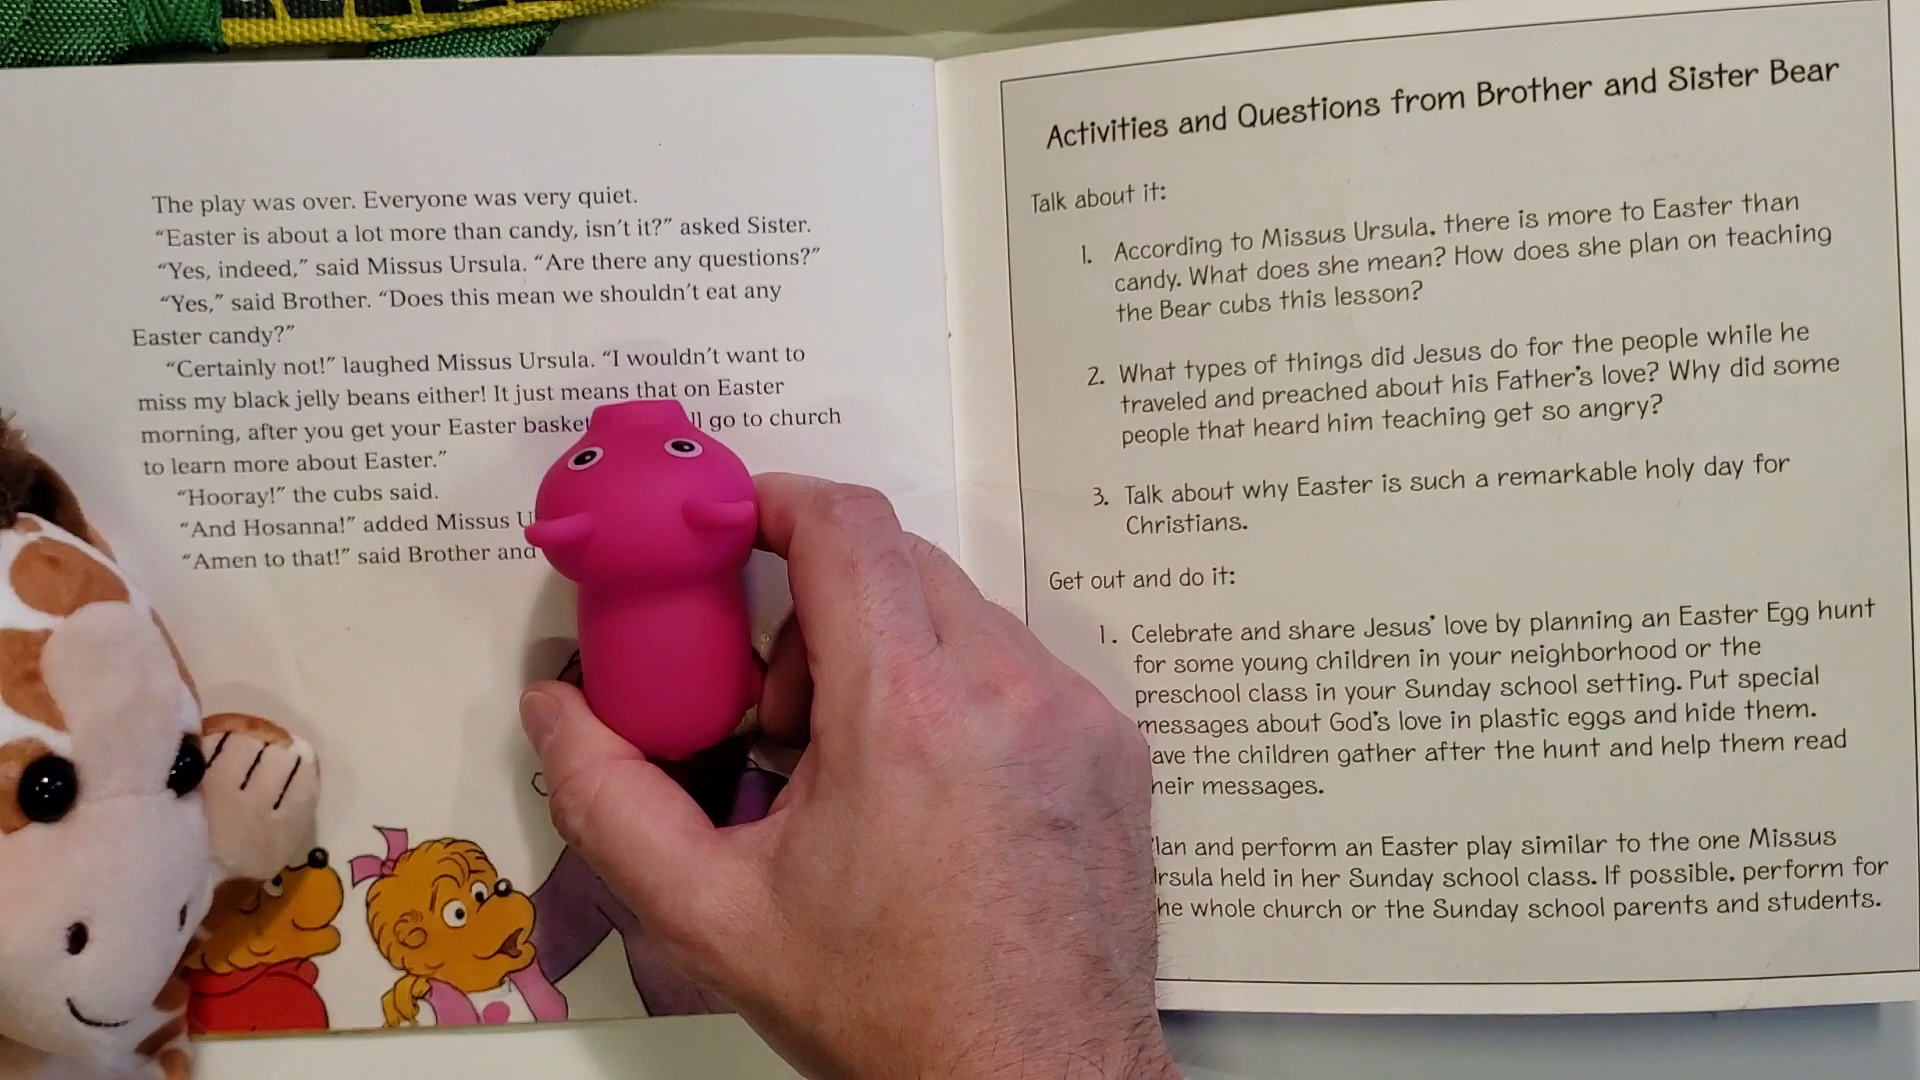 The play was over. Everyone was very quiet.
“Easter is about a lot more than candy, isn’t it?” asked Sister.
“Yes, indeed,” said Missus Ursula. “Are there any questions?”
“Yes,” said Brother. “Does this mean we shouldn’t eat any
Easter candy?”
“Certainly not!” laughed Missus Ursula. “I wouldn’t want to
miss my black jelly beans either! It just means that on Easter
morning, after you get your Easter basket ll go to church
to learn more about Easter.”
“Hooray!” the cubs said.
“And Hosanna!” added Missus U
“Amen to that!” said Brother and
Activities and Questions from Brother and Sister Bear
Talk about it:
1. According to Missus Ursula, there is more to Easter than
candy. What does she mean? How does she plan on teaching
the Bear cubs this lesson?
2. What types of things did Jesus do for the people while he
traveled and preached about his Father’s love? Why did some
people that heard him teaching get so angry?
3. Talk about why Easter is such a remarkable holy day for
Christians.
Get out and do it:
1. Celebrate and share Jesus’ love by planning an Easter Egg hunt
for some young children in your neighborhood or the
preschool class in your Sunday school setting. Put special
messages about God’s love in plastic eggs and hide them.
ave the children gather after the hunt and help them read
heir messages.
lan and perform an Easter play similar to the one Missus
rsula held in her Sunday school class. If possible, perform for
he whole church or the Sunday school parents and students.